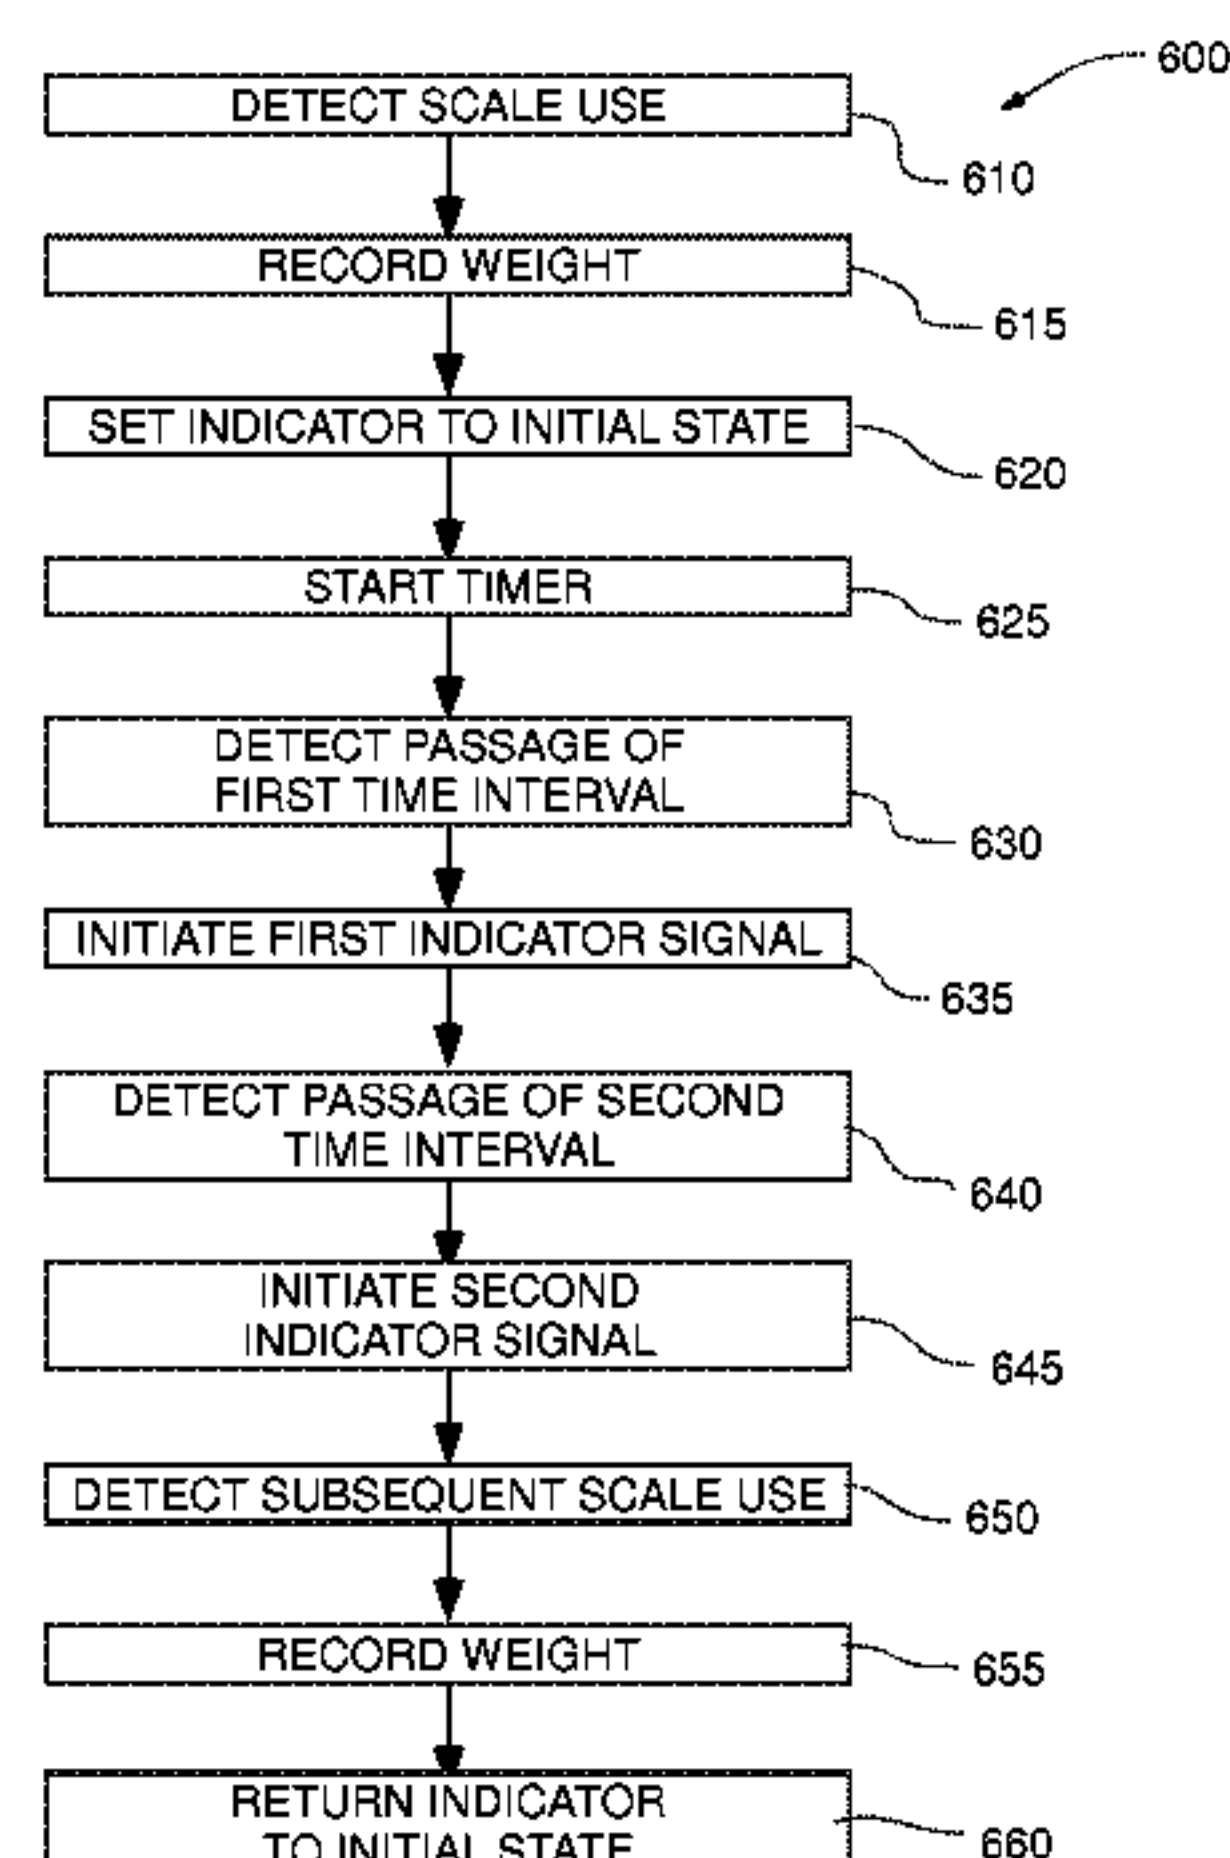 600
DETECT SCALE USE
610
RECORD WEIGHT
615
SET INDICATOR TO INITIAL STATE
620
START TIMER
625
DETECT PASSAGE OF
FIRST TIME INTERVAL
630
INITIATE FIRST INDICATOR SIGNAL
635
DETECT PASSAGE OF SECOND
TIME INTERVAL
640
INITIATE SECOND
INDICATOR SIGNAL
645
DETECT SUBSEQUENT SCALE USE
650
RECORD WEIGHT
655
RETURN INDICATOR
TO INITIAL STATE
660